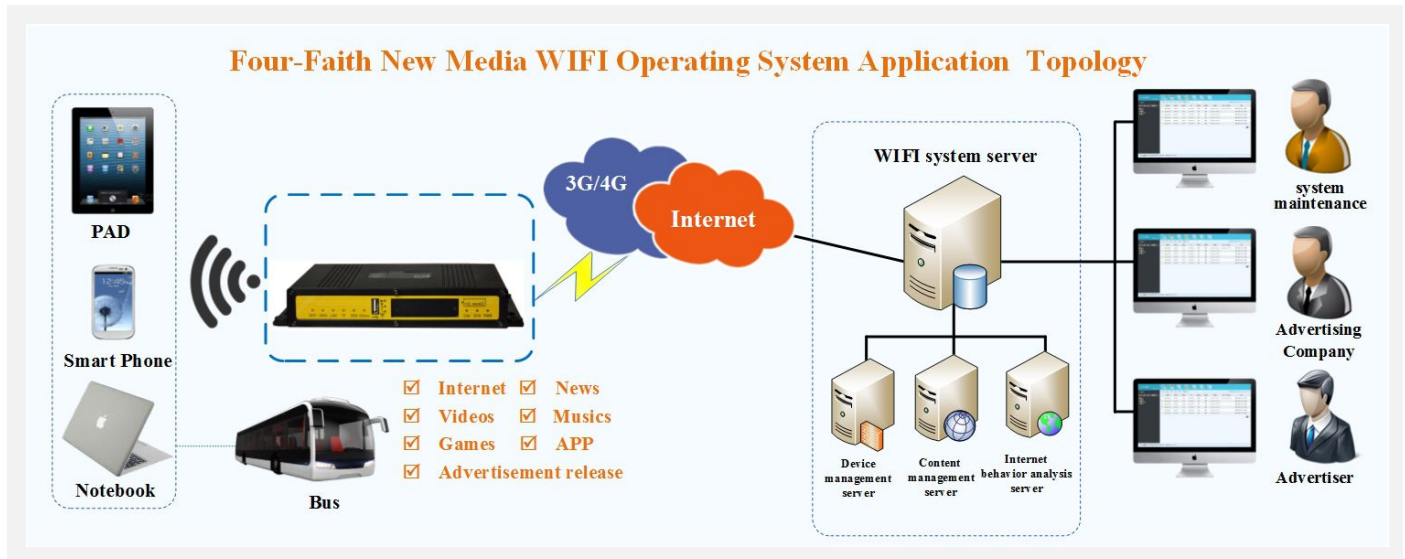 Four-Faith New Media WIFI Operating System Application Topology
PAD
Smart Phone
Notebook
Bus
Internet
News
Videos
Musics
Games
APP
Advertisement release
3G/4G
Internet
WIFI system server
Device
management
server
Content
management
server
Internet
behavior analysis
server
system
maintenance
Advertising
Company
Advertiser